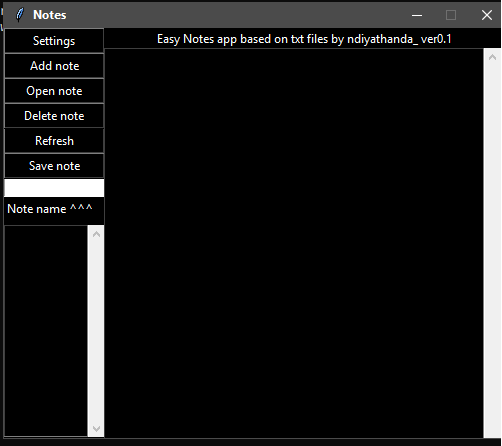 Notes
Settings
Easy Notes app based on txt files by ndiyathanda_ ver0.1
Add note
Open note
Delete note
Refresh
Save note
Note name ^^^